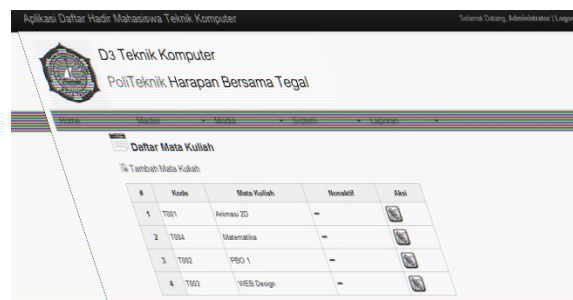 Aplikasi Daftar Hadir Mahasiswa Teknik Komputer
Selamat Datang, Administrator | Logout
D3 Teknik Komputer
PoliTeknik Harapan Bersama Tegal
Home Master Modul Sistem Laporan
Daftar Mata Kuliah
Tambah Mata Kuliah
# Kode Mata Kuliah Nonaktif Aksi
1 T001 Animasi 2D -
2 T004 Matematika -
3 T002 PBO 1 -
4 T003 WEB Design -